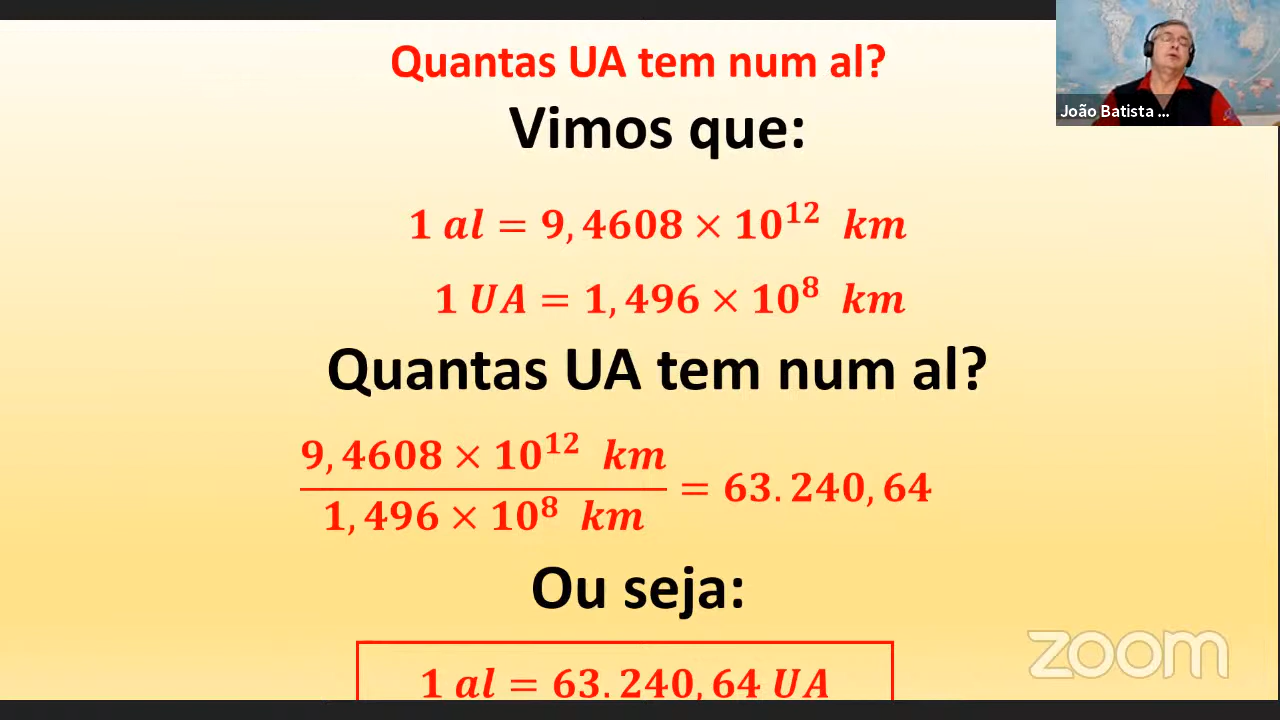 Quantas UA tem num al?
João Batista ...
Vimos que:
1 al = 9,4608 × 10¹² km
1 UA = 1,496 × 10⁸ km
Quantas UA tem num al?
9,4608 × 10¹² km
1,496 × 10⁸ km
= 63.240,64
Ou seja:
1 al = 63.240,64 UA
zoom